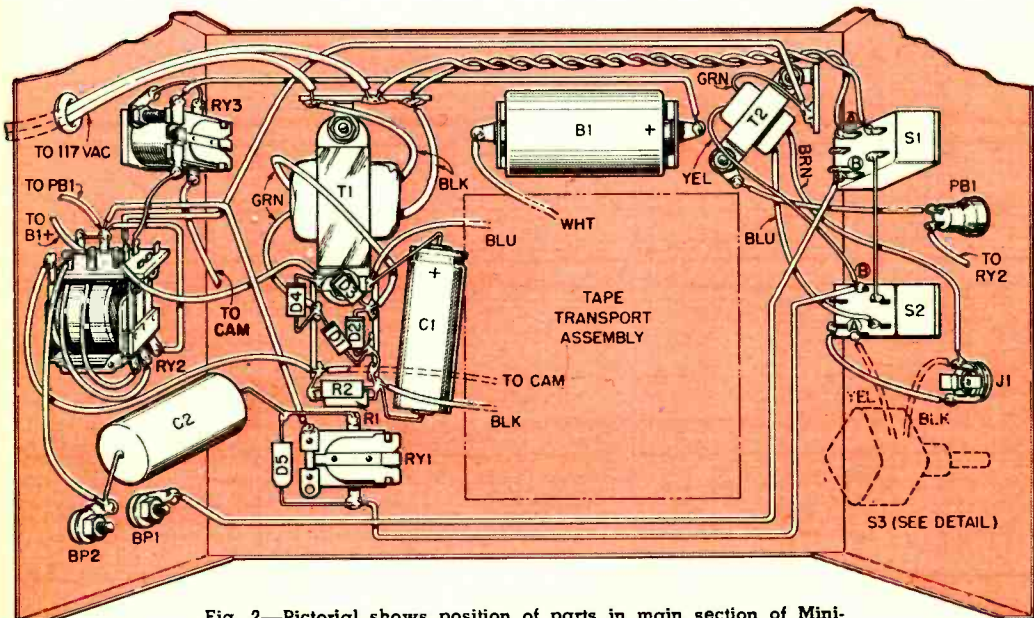 RY3
TO 117 VAC
TO PB1
TO
B1+
RY2
GRN
T1
BLK
B1
+
WHT
GRN
T2
YEL
BRN
BLU
A
B
S1
PB1
TO
RY2
BLU
+
C1
D4
D2
TO
CAM
TAPE
TRANSPORT
ASSEMBLY
B
A
S2
J1
TO CAM
R2
BLK
R1
RY1
D5
C2
BP2
BP1
YEL
BLK
S3 (SEE DETAIL)
Fig. 2—Pictorial shows position of parts in main section of Mini-